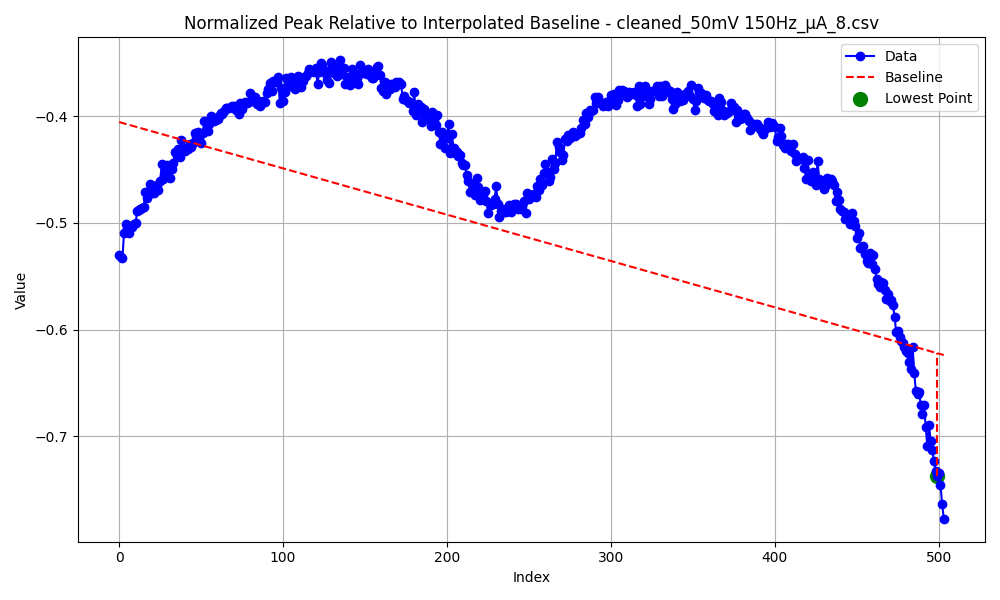 Normalized Peak Relative to Interpolated Baseline - cleaned_50mV 150Hz_μA_8.csv
Data
Baseline
Lowest Point
Value
−0.4
−0.5
−0.6
−0.7
0
100
200
300
400
500
Index